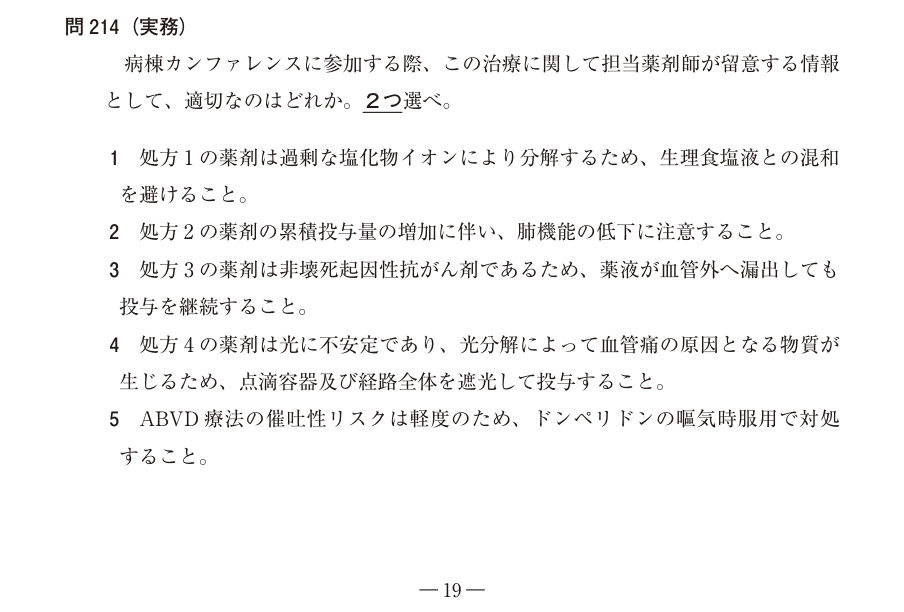 問 214（実務）
病棟カンファレンスに参加する際、この治療に関して担当薬剤師が留意する情報
として、適切なのはどれか。２つ選べ。
1　処方１の薬剤は過剰な塩化物イオンにより分解するため、生理食塩液との混和
を避けること。
2　処方２の薬剤の累積投与量の増加に伴い、肺機能の低下に注意すること。
3　処方３の薬剤は非壊死起因性抗がん剤であるため、薬液が血管外へ漏出しても
投与を継続すること。
4　処方４の薬剤は光に不安定であり、光分解によって血管痛の原因となる物質が
生じるため、点滴容器及び経路全体を遮光して投与すること。
5　ABVD 療法の催吐性リスクは軽度のため、ドンペリドンの嘔気時服用で対処
すること。
― 19 ―